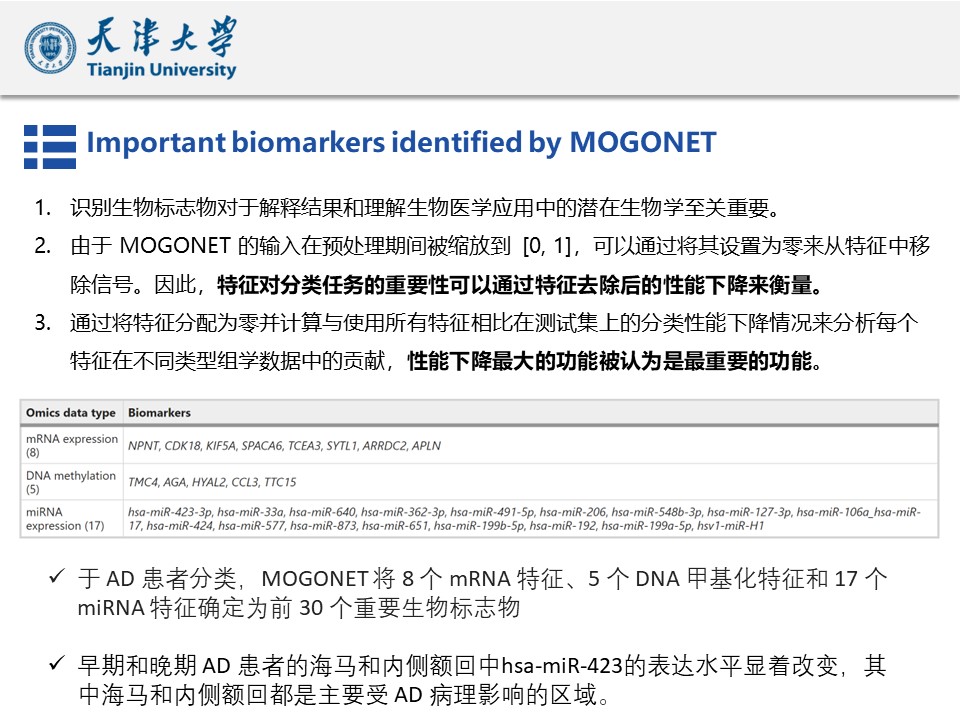 天津大学
Tianjin University
Important biomarkers identified by MOGONET
1. 识别生物标志物对于解释结果和理解生物医学应用中的潜在生物学至关重要。
2. 由于 MOGONET 的输入在预处理期间被缩放到 [0, 1]，可以通过将其设置为零来从特征中移
除信号。因此，特征对分类任务的重要性可以通过特征去除后的性能下降来衡量。
3. 通过将特征分配为零并计算与使用所有特征相比在测试集上的分类性能下降情况来分析每个
特征在不同类型组学数据中的贡献，性能下降最大的功能被认为是最重要的功能。
Omics data type Biomarkers
mRNA expression
(8)
NPNT, CDK18, KIF5A, SPACA6, TCEA3, SYTL1, ARRDC2, APLN
DNA methylation
(5)
TMC4, AGA, HYAL2, CCL3, TTC15
miRNA
expression (17)
hsa-miR-423-3p, hsa-miR-33a, hsa-miR-640, hsa-miR-362-3p, hsa-miR-491-5p, hsa-miR-206, hsa-miR-548b-3p, hsa-miR-127-3p, hsa-miR-106a_hsa-miR-
17, hsa-miR-424, hsa-miR-577, hsa-miR-873, hsa-miR-651, hsa-miR-199b-5p, hsa-miR-192, hsa-miR-199a-5p, hsv1-miR-H1
✓ 于 AD 患者分类，MOGONET 将 8 个 mRNA 特征、5 个 DNA 甲基化特征和 17 个
miRNA 特征确定为前 30 个重要生物标志物
✓ 早期和晚期 AD 患者的海马和内侧额回中hsa-miR-423的表达水平显着改变，其
中海马和内侧额回都是主要受 AD 病理影响的区域。